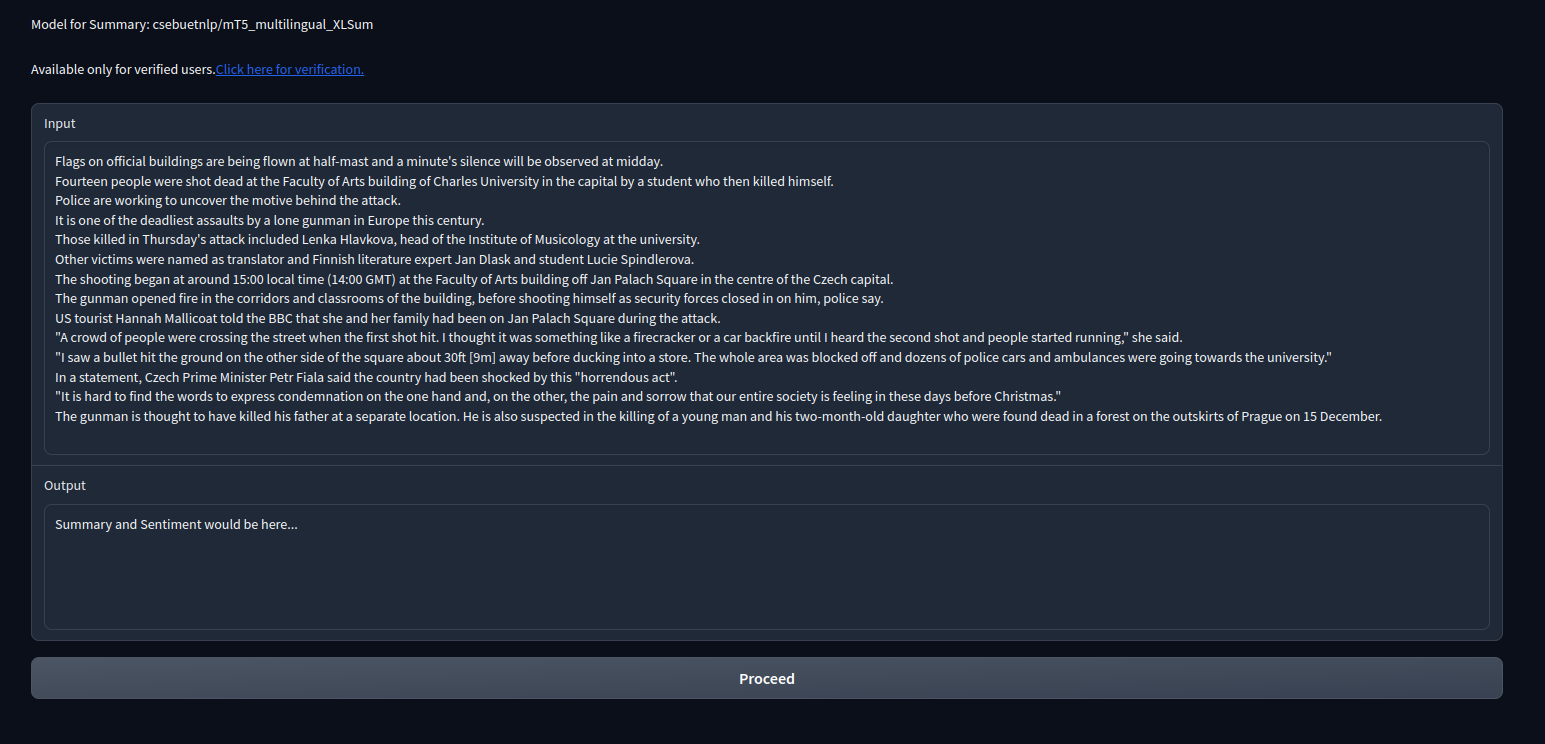 Model for Summary: csebuetnlp/mT5_multilingual_XLSum
Available only for verified users.Click here for verification.
Input
Flags on official buildings are being flown at half-mast and a minute's silence will be observed at midday.
Fourteen people were shot dead at the Faculty of Arts building of Charles University in the capital by a student who then killed himself.
Police are working to uncover the motive behind the attack.
It is one of the deadliest assaults by a lone gunman in Europe this century.
Those killed in Thursday's attack included Lenka Hlavkova, head of the Institute of Musicology at the university.
Other victims were named as translator and Finnish literature expert Jan Dlask and student Lucie Spindlerova.
The shooting began at around 15:00 local time (14:00 GMT) at the Faculty of Arts building off Jan Palach Square in the centre of the Czech capital.
The gunman opened fire in the corridors and classrooms of the building, before shooting himself as security forces closed in on him, police say.
US tourist Hannah Mallicoat told the BBC that she and her family had been on Jan Palach Square during the attack.
"A crowd of people were crossing the street when the first shot hit. I thought it was something like a firecracker or a car backfire until I heard the second shot and people started running," she said.
"I saw a bullet hit the ground on the other side of the square about 30ft [9m] away before ducking into a store. The whole area was blocked off and dozens of police cars and ambulances were going towards the university."
In a statement, Czech Prime Minister Petr Fiala said the country had been shocked by this "horrendous act".
"It is hard to find the words to express condemnation on the one hand and, on the other, the pain and sorrow that our entire society is feeling in these days before Christmas."
The gunman is thought to have killed his father at a separate location. He is also suspected in the killing of a young man and his two-month-old daughter who were found dead in a forest on the outskirts of Prague on 15 December.
Output
Summary and Sentiment would be here...
Proceed